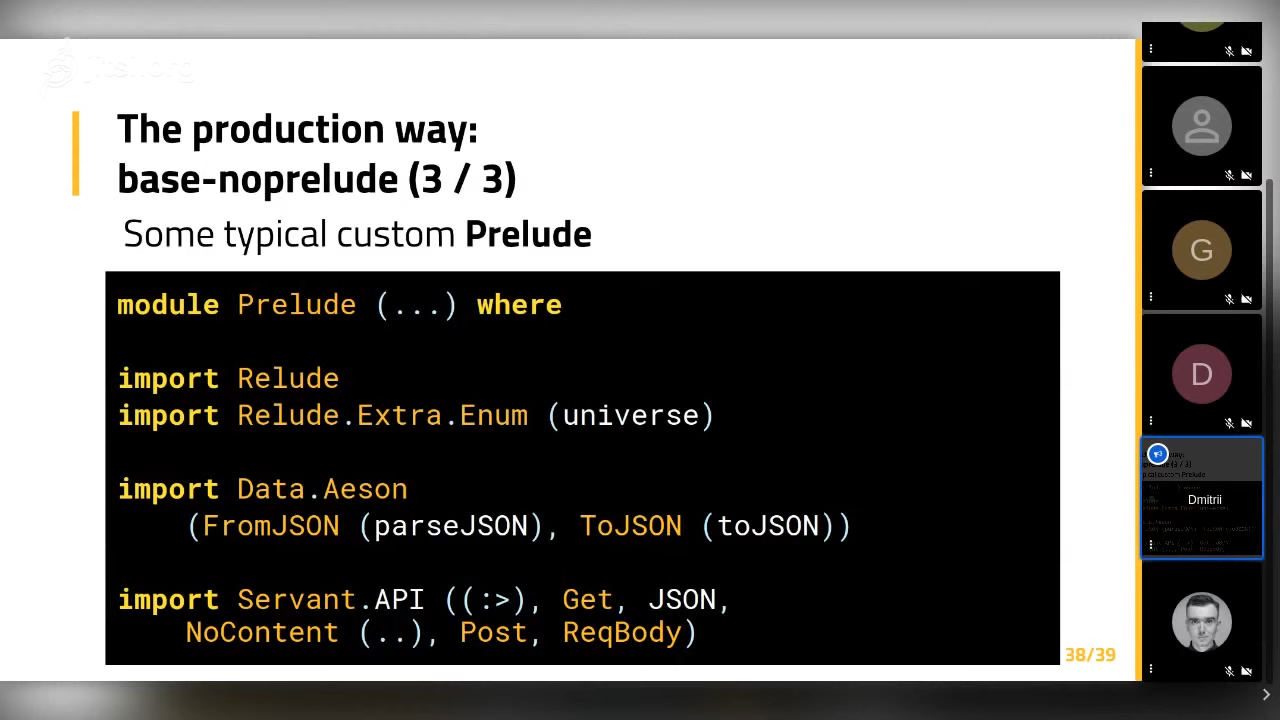 jitsi.org
The production way:
base-noprelude (3 / 3)
Some typical custom Prelude
module Prelude (...) where
import Relude
import Relude.Extra.Enum (universe)
import Data.Aeson
(FromJSON (parseJSON), ToJSON (toJSON))
import Servant.API ((:>), Get, JSON,
NoContent (..), Post, ReqBody)
38/39
G
D
Dmitrii